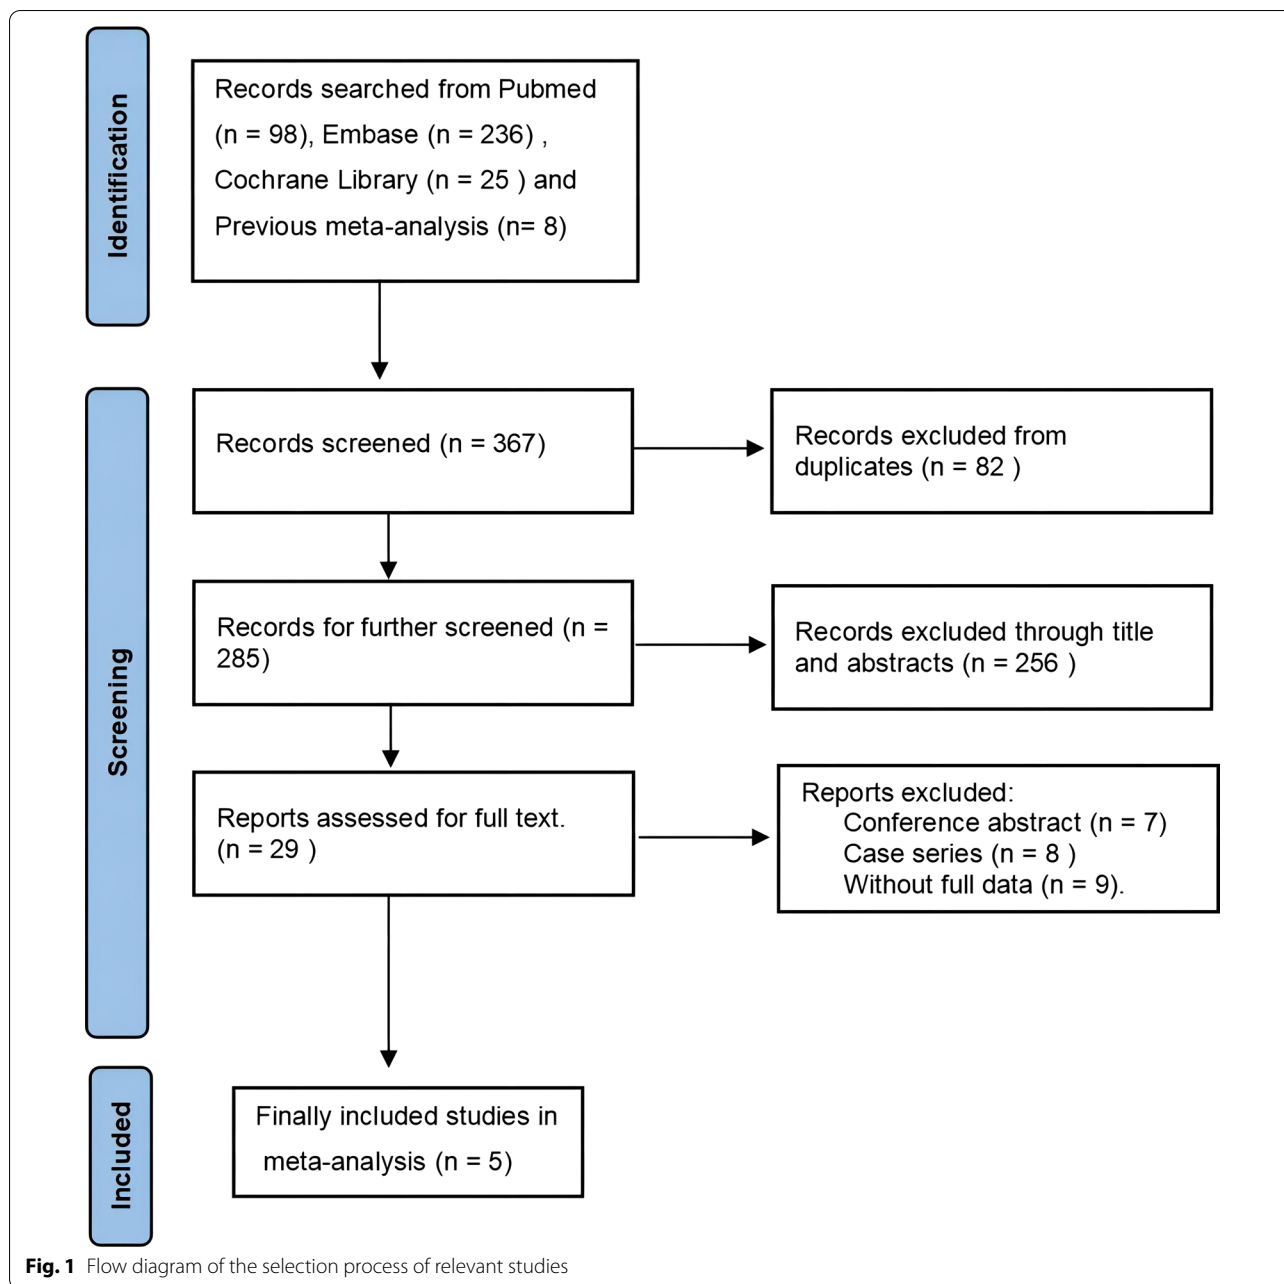 Identification
Records searched from Pubmed
(n = 98), Embase (n = 236) ,
Cochrane Library (n = 25 ) and
Previous meta-analysis (n= 8)
Screening
Records screened (n = 367)
Records excluded from
duplicates (n = 82 )
Records for further screened (n =
285)
Records excluded through title
and abstracts (n = 256 )
Reports assessed for full text.
(n = 29 )
Reports excluded:
Conference abstract (n = 7)
Case series (n = 8 )
Without full data (n = 9).
Included
Finally included studies in
meta-analysis (n = 5)
Fig. 1 Flow diagram of the selection process of relevant studies